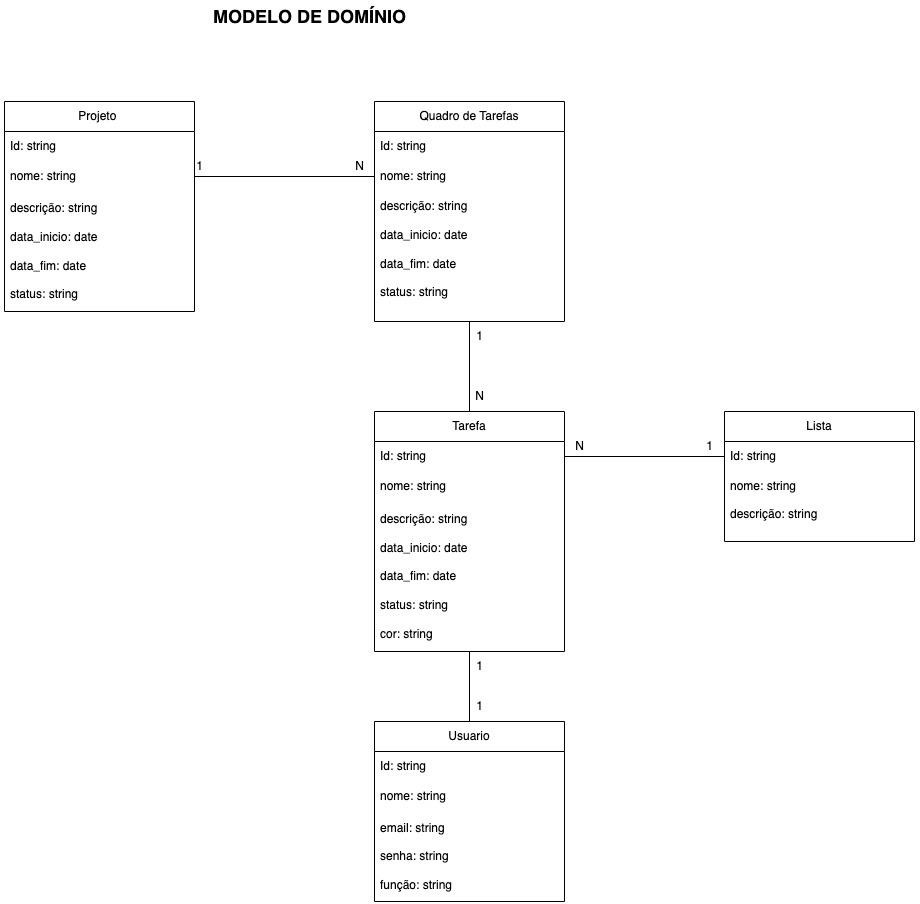 MODELO DE DOMÍNIO
Projeto
Id: string
nome: string
descrição: string
data_inicio: date
data_fim: date
status: string
1
N
Quadro de Tarefas
Id: string
nome: string
descrição: string
data_inicio: date
data_fim: date
status: string
1
N
Tarefa
Id: string
nome: string
descrição: string
data_inicio: date
data_fim: date
status: string
cor: string
N
1
Lista
Id: string
nome: string
descrição: string
1
1
Usuario
Id: string
nome: string
email: string
senha: string
função: string